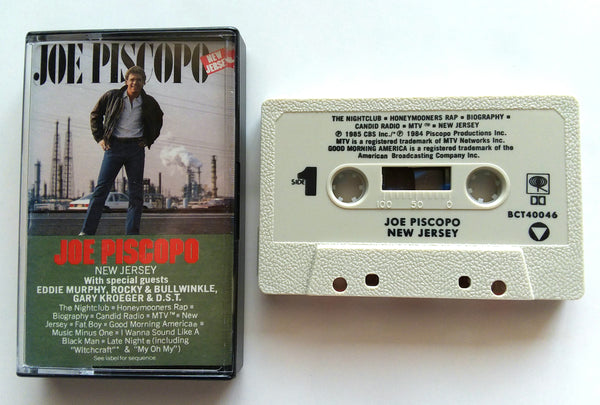 JOE PISCOPO
NEW
JERSEY
JOE PISCOPO
NEW JERSEY
With special guests
EDDIE MURPHY, ROCKY & BULLWINKLE,
GARY KROEGER & D.S.T.
The Nightclub • Honeymooners Rap •
Biography • Candid Radio • MTV™ • New
Jersey • Fat Boy • Good Morning America® •
Music Minus One • I Wanna Sound Like A
Black Man • Late Night ® (including
"Witchcraft" & "My Oh My")
See label for sequence.
THE NIGHTCLUB • HONEYMOONERS RAP • BIOGRAPHY •
CANDID RADIO • MTV™ • NEW JERSEY
℗ 1985 CBS Inc./℗ 1984 Piscopo Productions Inc.
MTV is a registered trademark of MTV Networks Inc.
GOOD MORNING AMERICA is a registered trademark of the
American Broadcasting Company Inc.
SIDE 1
100 50 0
JOE PISCOPO
NEW JERSEY
BCT40046